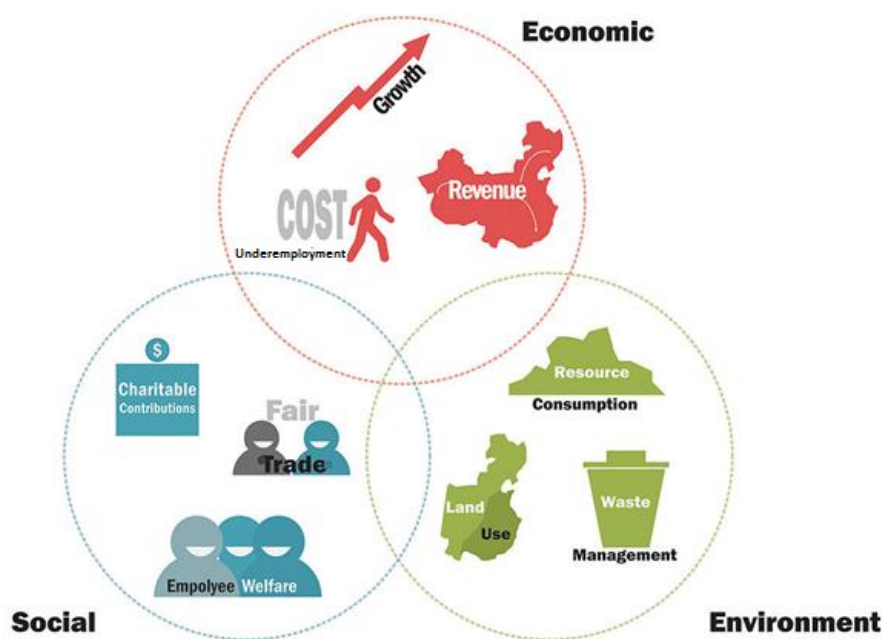 Economic
Growth
Revenue
COST
Underemployment
$
Charitable
Contributions
Fair
Trade
Empolyee Welfare
Social
Resource
Consumption
Land
Use
Waste
Management
Environment